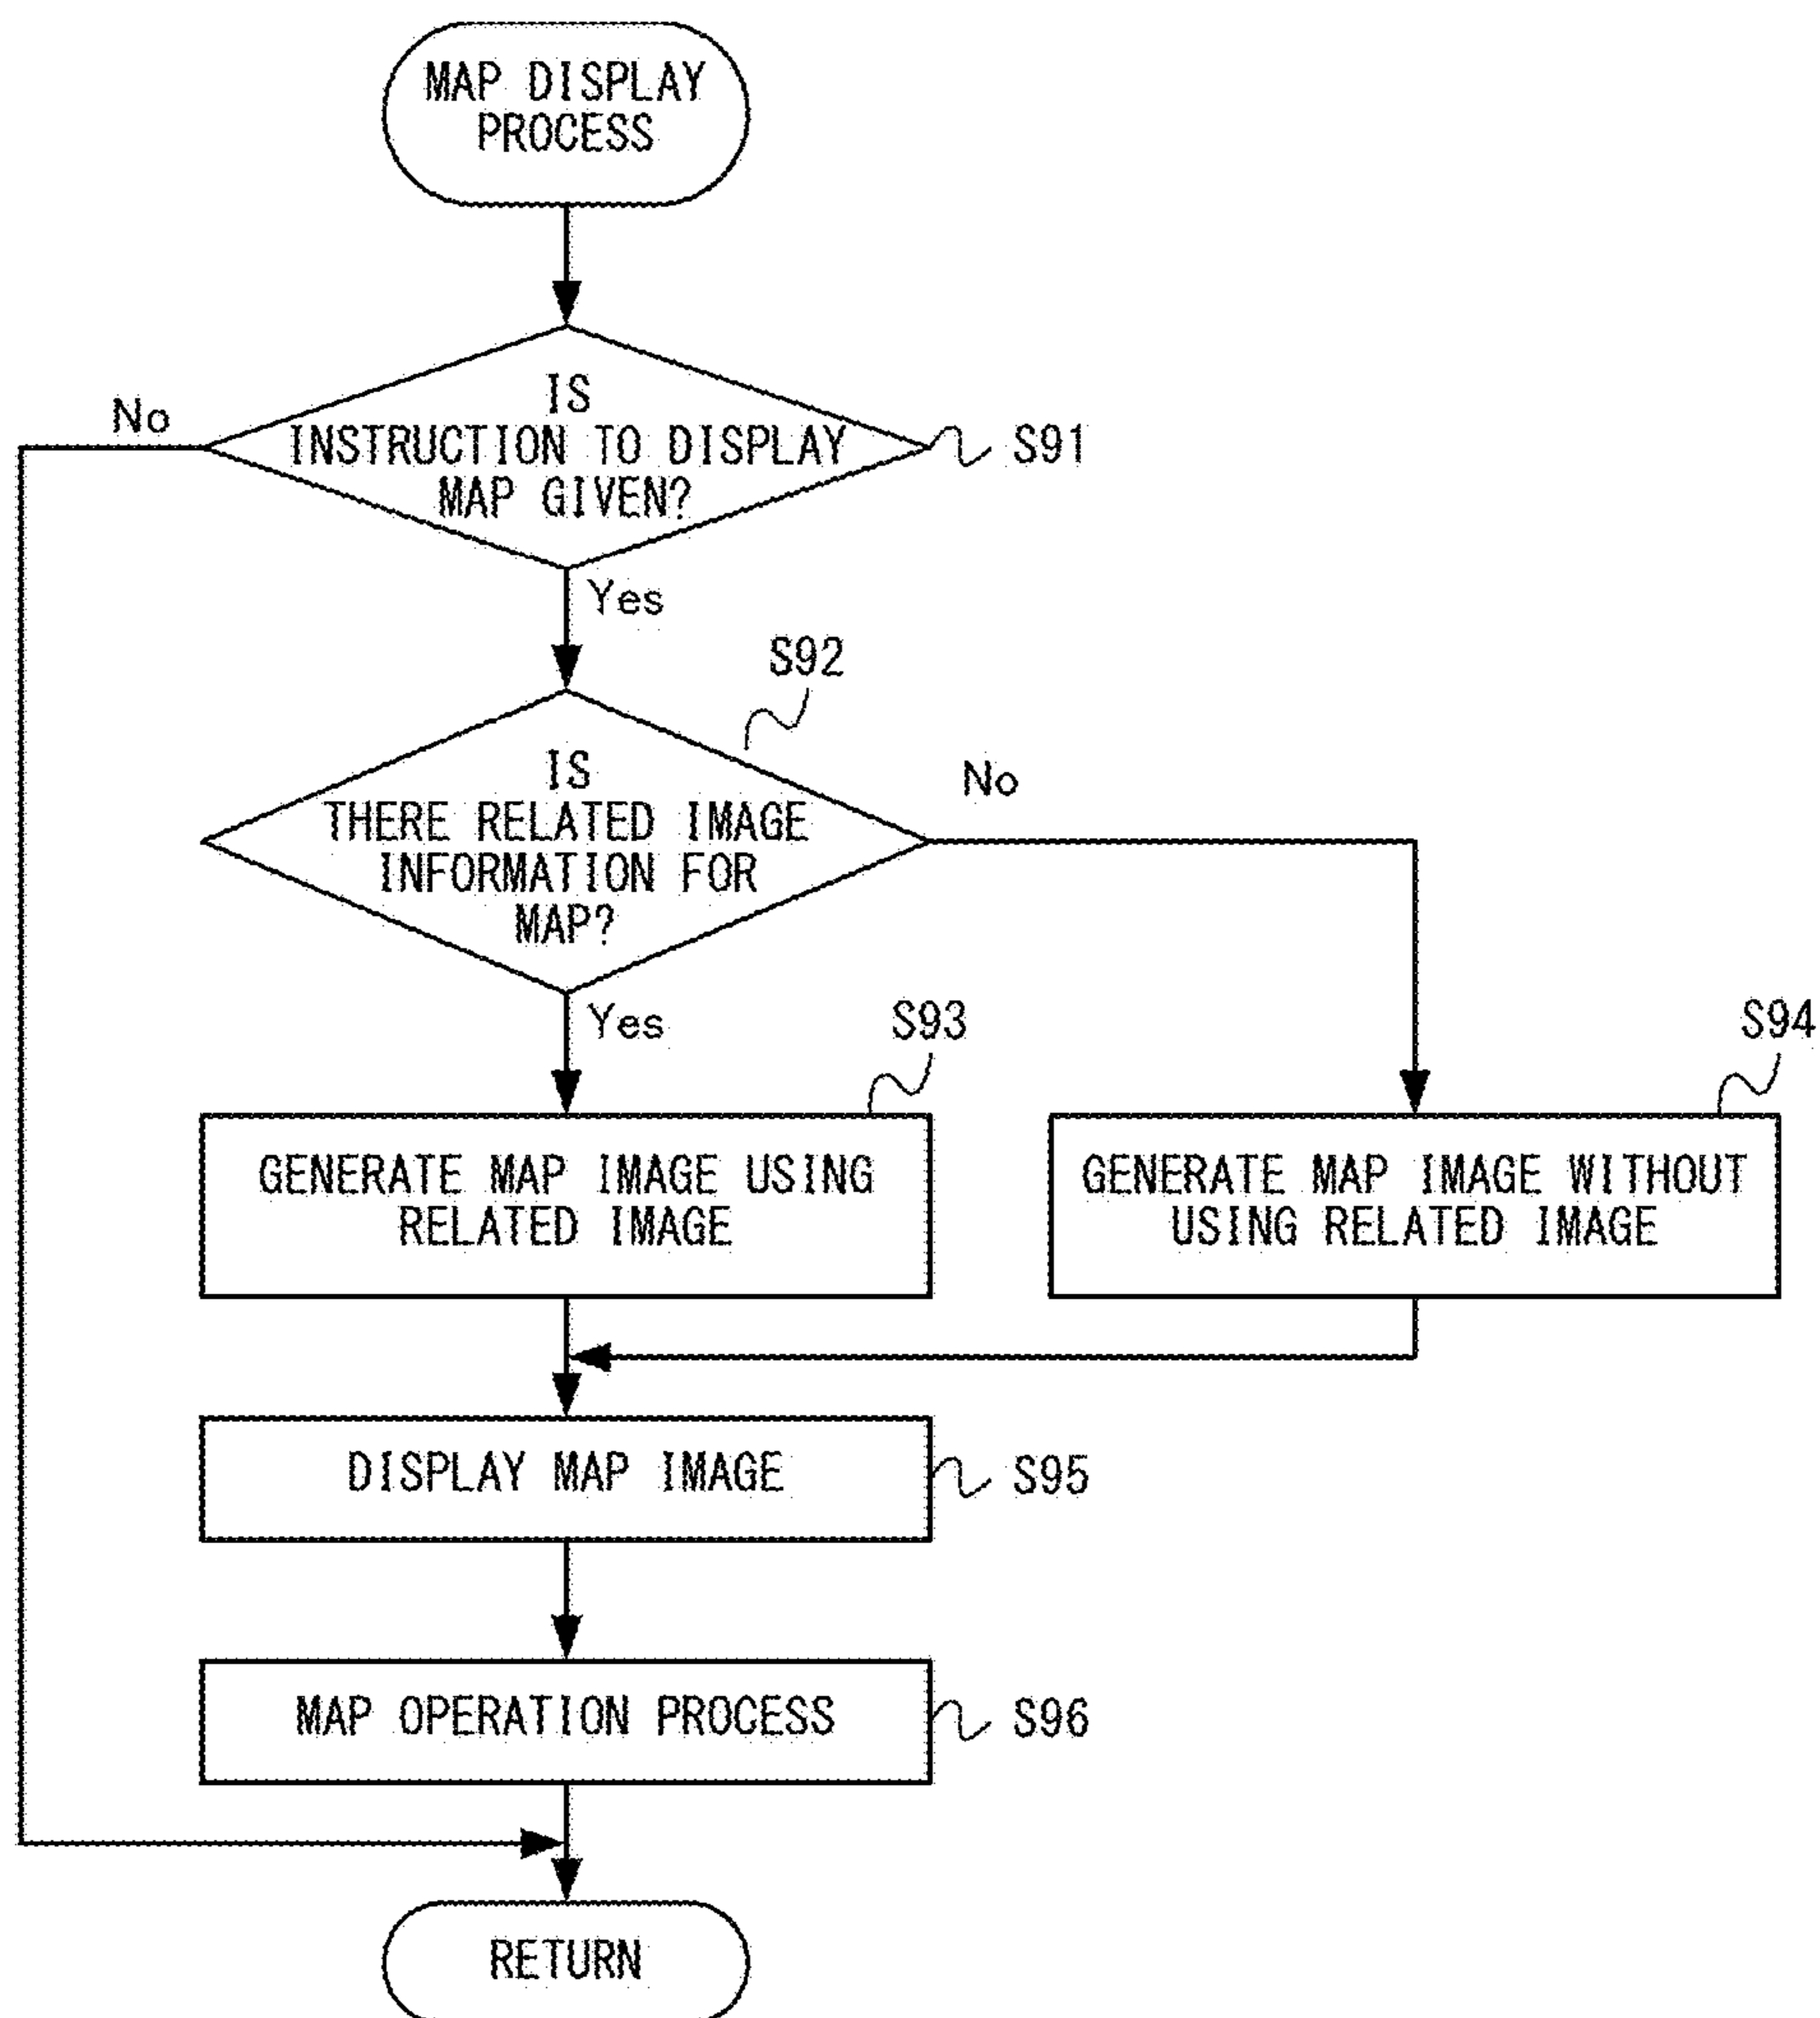 MAP DISPLAY
PROCESS
No
IS
INSTRUCTION TO DISPLAY
MAP GIVEN?
S91
Yes
S92
IS
THERE RELATED IMAGE
INFORMATION FOR
MAP?
No
Yes
S93
S94
GENERATE MAP IMAGE USING
RELATED IMAGE
GENERATE MAP IMAGE WITHOUT
USING RELATED IMAGE
DISPLAY MAP IMAGE
S95
MAP OPERATION PROCESS
S96
RETURN